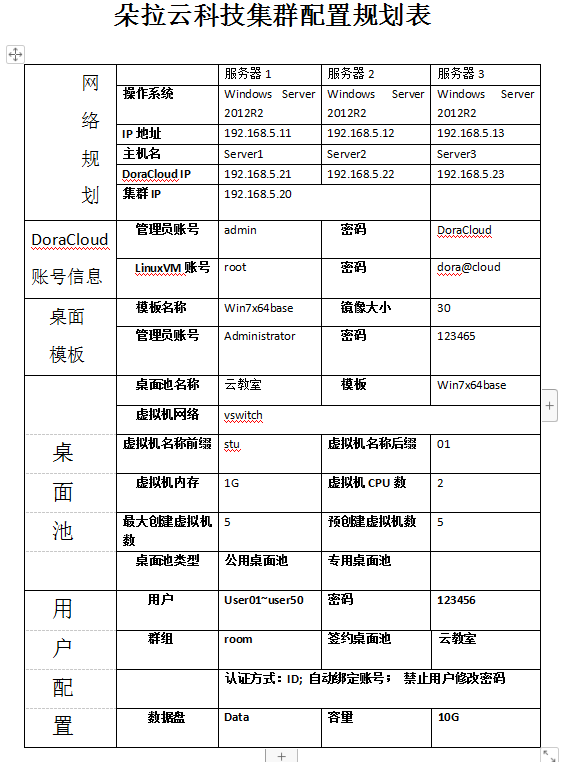 朵拉云科技集群配置规划表
网络规划
服务器 1 服务器 2 服务器 3
操作系统 Windows Server 2012R2 Windows Server 2012R2 Windows Server 2012R2
IP 地址 192.168.5.11 192.168.5.12 192.168.5.13
主机名 Server1 Server2 Server3
DoraCloud IP 192.168.5.21 192.168.5.22 192.168.5.23
集群 IP 192.168.5.20
DoraCloud 账号信息
管理员账号 admin 密码 DoraCloud
LinuxVM 账号 root 密码 dora@cloud
桌面模板
模板名称 Win7x64base 镜像大小 30
管理员账号 Administrator 密码 123465
桌面池
桌面池名称 云教室 模板 Win7x64base
虚拟机网络 vswitch
虚拟机名称前缀 stu 虚拟机名称后缀 01
虚拟机内存 1G 虚拟机 CPU 数 2
最大创建虚拟机数 5 预创建虚拟机数 5
桌面池类型 公用桌面池 专用桌面池
用户配置
用户 User01~user50 密码 123456
群组 room 签约桌面池 云教室
认证方式：ID; 自动绑定账号； 禁止用户修改密码
数据盘 Data 容量 10G